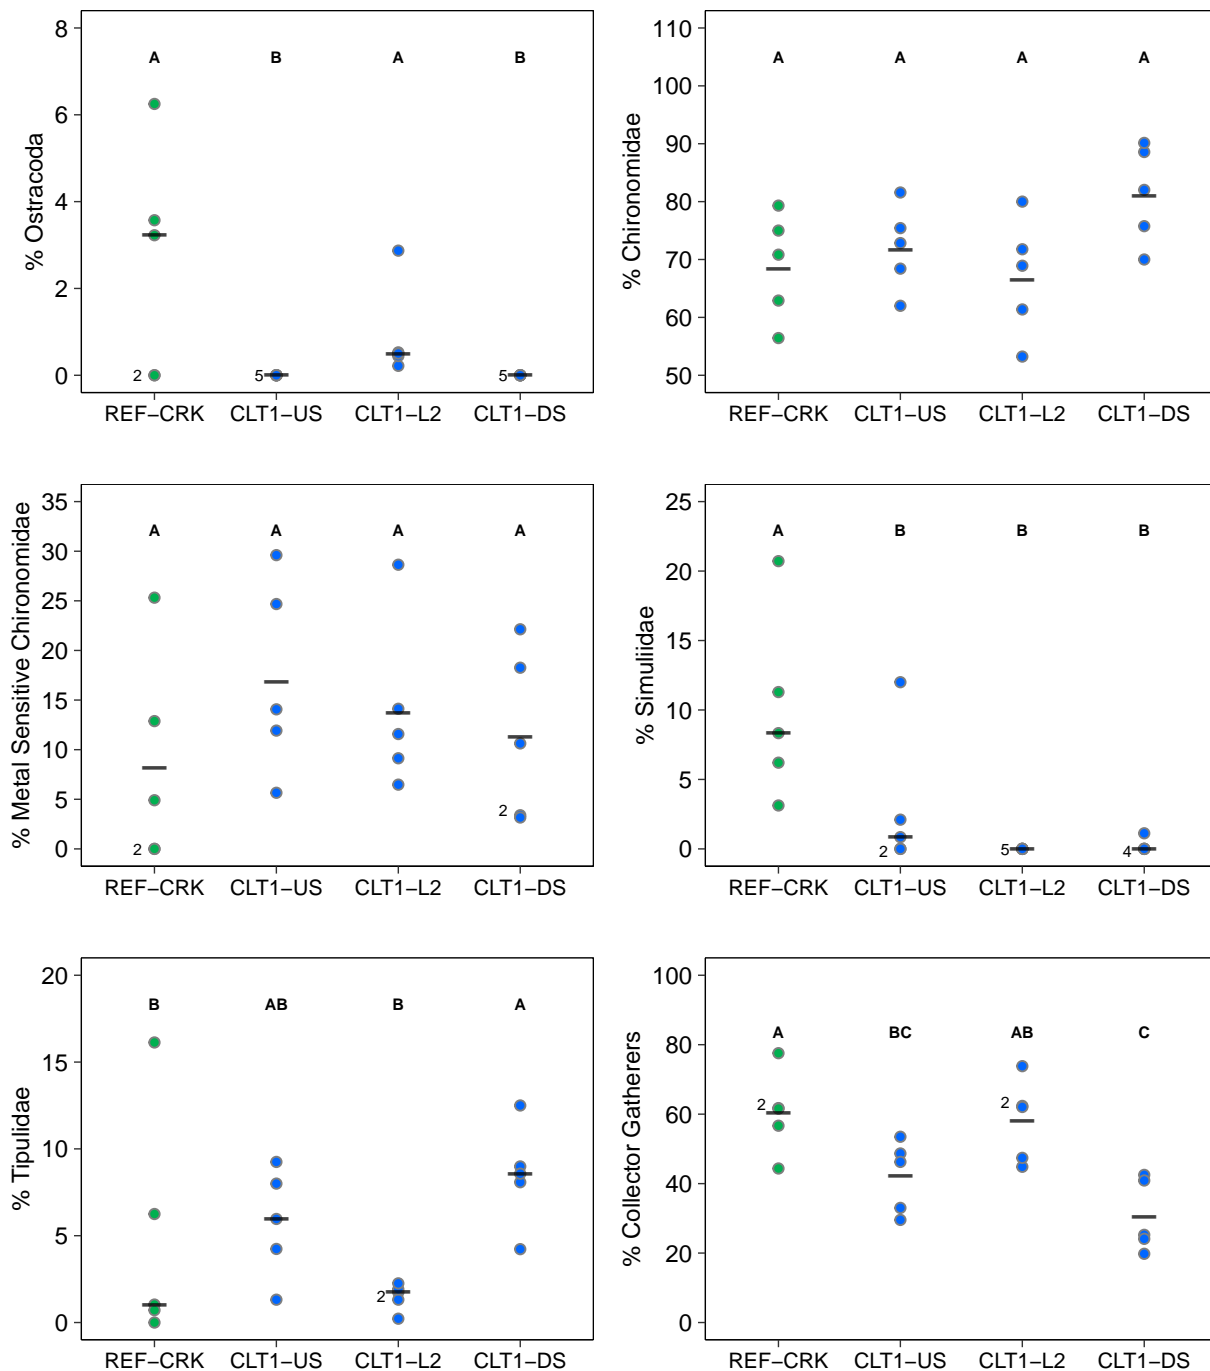 % Ostracoda
8
6
4
2
0
A B A B
2 5 5
REF–CRK CLT1–US CLT1–L2 CLT1–DS
% Chironomidae
110
100
90
80
70
60
50
A A A A
REF–CRK CLT1–US CLT1–L2 CLT1–DS
% Metal Sensitive Chironomidae
35
30
25
20
15
10
5
0
A A A A
2 2
REF–CRK CLT1–US CLT1–L2 CLT1–DS
% Simuliidae
25
20
15
10
5
0
A B B B
2 5 4
REF–CRK CLT1–US CLT1–L2 CLT1–DS
% Tipulidae
20
15
10
5
0
B AB B A
2
REF–CRK CLT1–US CLT1–L2 CLT1–DS
% Collector Gatherers
100
80
60
40
20
0
A BC AB C
2 2
REF–CRK CLT1–US CLT1–L2 CLT1–DS